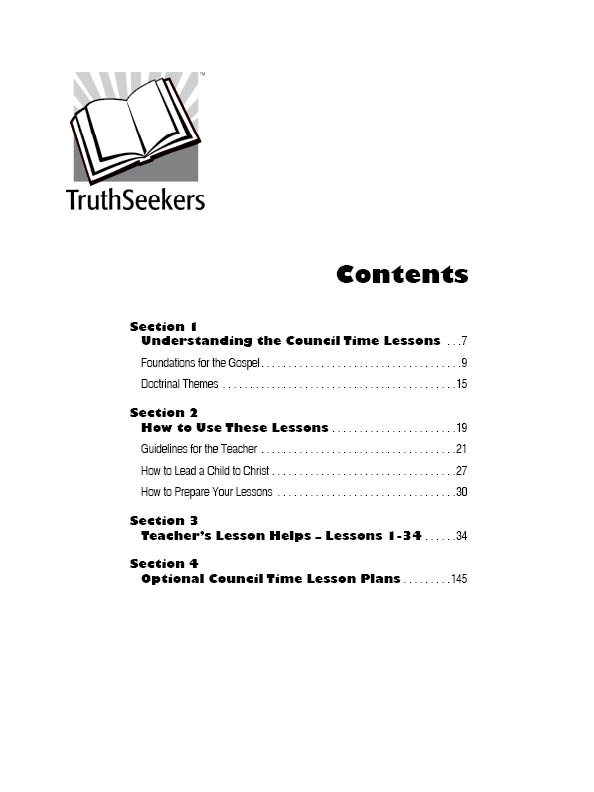 TM
TruthSeekers
Contents
Section 1
Understanding the Council Time Lessons . . .7
Foundations for the Gospel. . . . . . . . . . . . . . . . . . . . . . . . . . . . . . . . . . . .9
Doctrinal Themes . . . . . . . . . . . . . . . . . . . . . . . . . . . . . . . . . . . . . . . . . .15
Section 2
How to Use These Lessons . . . . . . . . . . . . . . . . . . . . . . .19
Guidelines for the Teacher . . . . . . . . . . . . . . . . . . . . . . . . . . . . . . . . . . .21
How to Lead a Child to Christ . . . . . . . . . . . . . . . . . . . . . . . . . . . . . . . . .27
How to Prepare Your Lessons . . . . . . . . . . . . . . . . . . . . . . . . . . . . . . . .30
Section 3
Teacher's Lesson Helps – Lessons 1-34 . . . . . .34
Section 4
Optional Council Time Lesson Plans . . . . . . . . .145